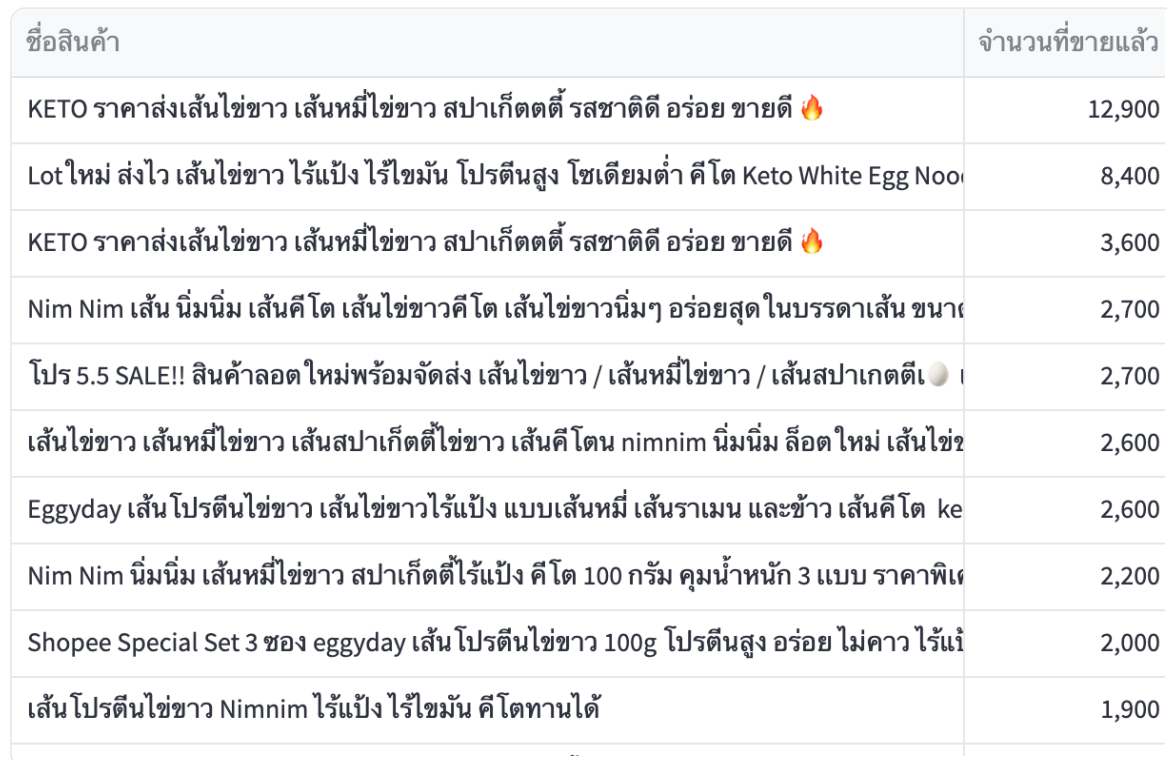 ชื่อสินค้า จำนวนที่ขายแล้ว
KETO ราคาส่งเส้นไข่ขาว เส้นหมี่ไข่ขาว สปาเก็ตตตี้ รสชาติดี อร่อย ขายดี 🔥 12,900
Lotใหม่ ส่งไว เส้นไข่ขาว ไร้แป้ง ไร้ไขมัน โปรตีนสูง โซเดียมต่ำ คีโต Keto White Egg 8,400
KETO ราคาส่งเส้นไข่ขาว เส้นหมี่ไข่ขาว สปาเก็ตตตี้ รสชาติดี อร่อย ขายดี 🔥 3,600
Nim Nim เส้น นิ่มนิ่ม เส้นคีโต เส้นไข่ขาวคีโต เส้นไข่ขาวนิ่มๆ อร่อยสุดในบรรดาเส้น 2,700
โปร 5.5 SALE!! สินค้าลอตใหม่พร้อมจัดส่ง เส้นไข่ขาว / เส้นหมี่ไข่ขาว / เส้นสปาเกตตีเ🥚 2,700
เส้นไข่ขาว เส้นหมี่ไข่ขาว เส้นสปาเก็ตตี้ไข่ขาว เส้นคีโตน nimnim นิ่มนิ่ม ล็อตใหม่ 2,600
Eggyday เส้นโปรตีนไข่ขาว เส้นไข่ขาวไร้แป้ง แบบเส้นหมี่ เส้นราเมน และข้าว เส้นคีโต ke 2,600
Nim Nim นิ่มนิ่ม เส้นหมี่ไข่ขาว สปาเก็ตตี้ไร้แป้ง คีโต 100 กรัม คุมน้ำหนัก 3 แบบ 2,200
Shopee Special Set 3 ซอง eggyday เส้นโปรตีนไข่ขาว 100g โปรตีนสูง อร่อย ไม่คาว 2,000
เส้นโปรตีนไข่ขาว Nimnim ไร้แป้ง ไร้ไขมัน คีโตทานได้ 1,900